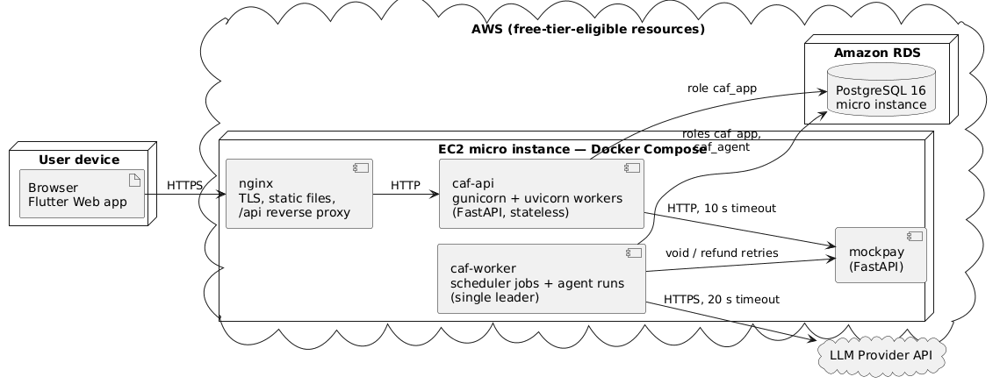 AWS (free-tier-eligible resources)
Amazon RDS
PostgreSQL 16
micro instance
role caf_app
roles caf_app,
caf_agent
EC2 micro instance — Docker Compose
User device
Browser
Flutter Web app
HTTPS
nginx
TLS, static files,
/api reverse proxy
HTTP
caf-api
gunicorn + uvicorn workers
(FastAPI, stateless)
HTTP, 10 s timeout
caf-worker
scheduler jobs + agent runs
(single leader)
void / refund retries
mockpay
(FastAPI)
HTTPS, 20 s timeout
LLM Provider API